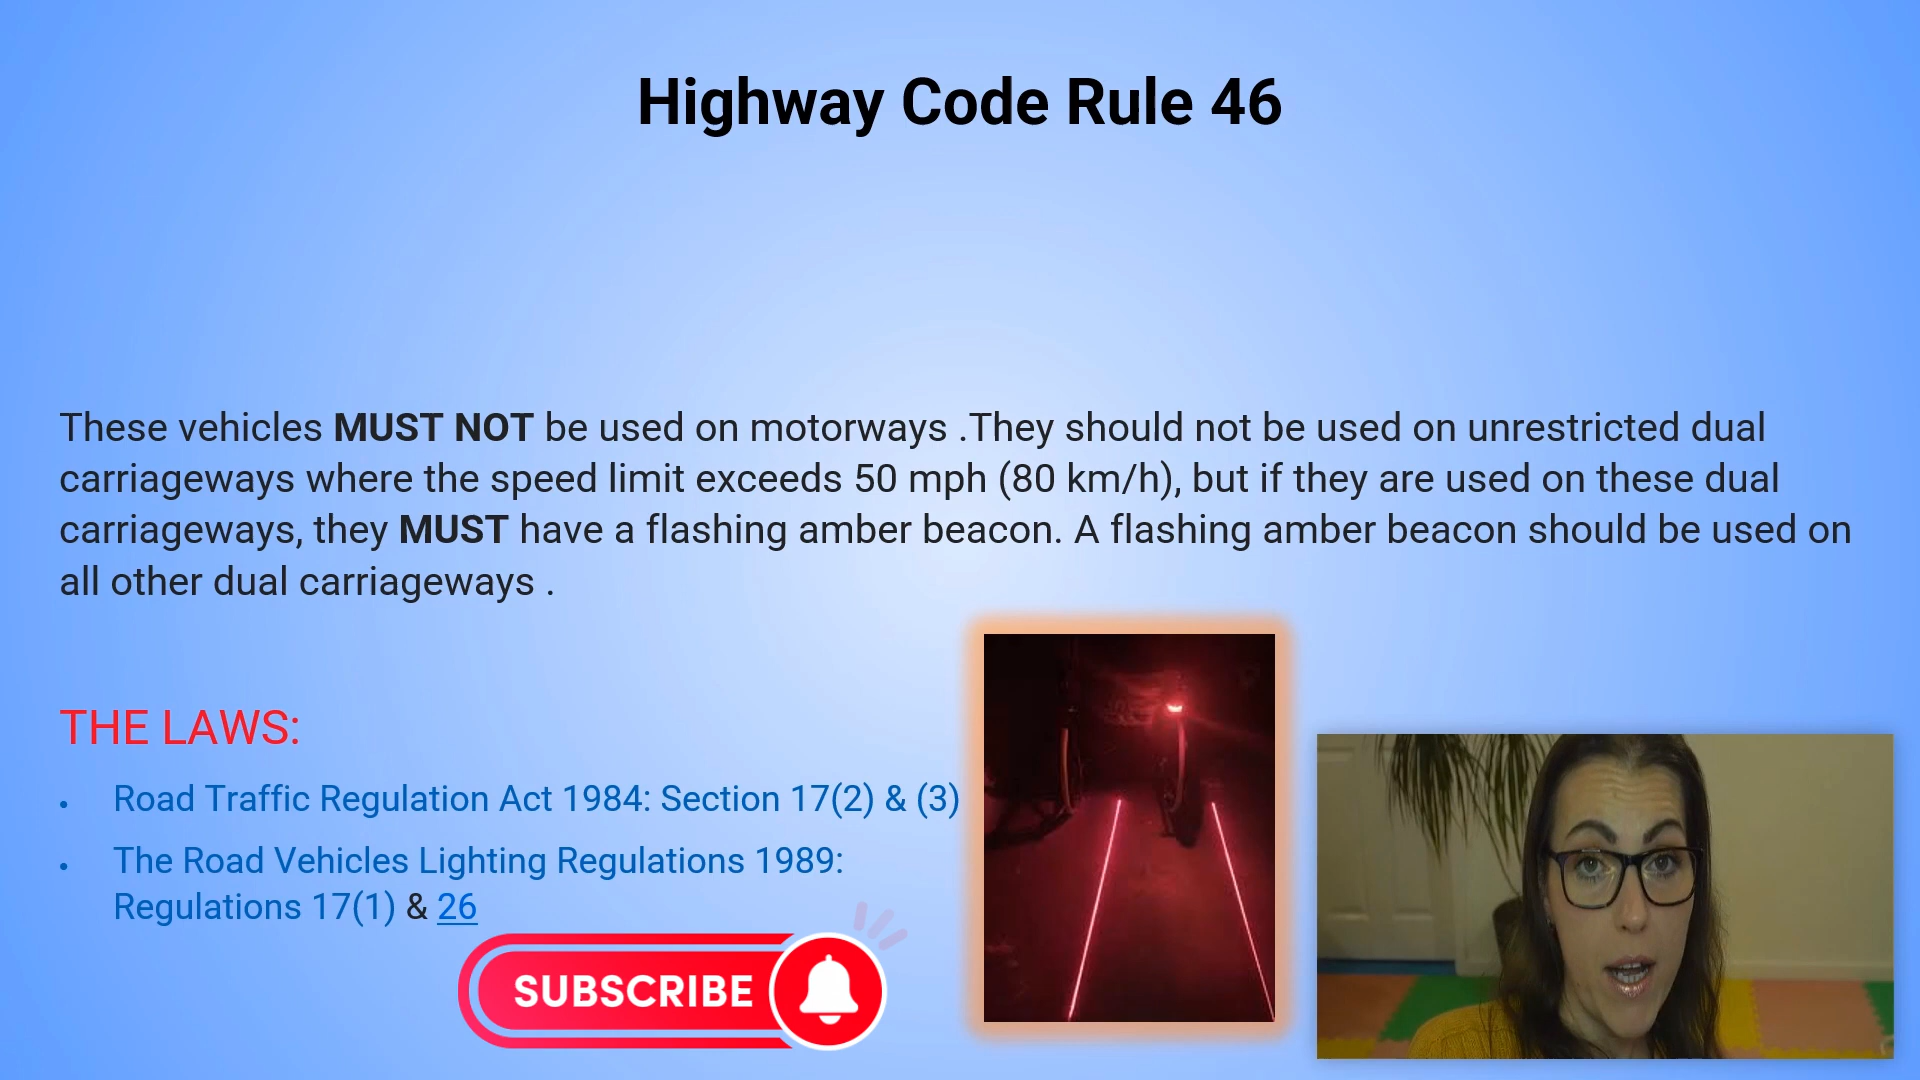 Highway Code Rule 46
These vehicles MUST NOT be used on motorways .They should not be used on unrestricted dual
carriageways where the speed limit exceeds 50 mph (80 km/h), but if they are used on these dual
carriageways, they MUST have a flashing amber beacon. A flashing amber beacon should be used on
all other dual carriageways .
THE LAWS:
• Road Traffic Regulation Act 1984: Section 17(2) & (3)
• The Road Vehicles Lighting Regulations 1989:
Regulations 17(1) & 26
SUBSCRIBE